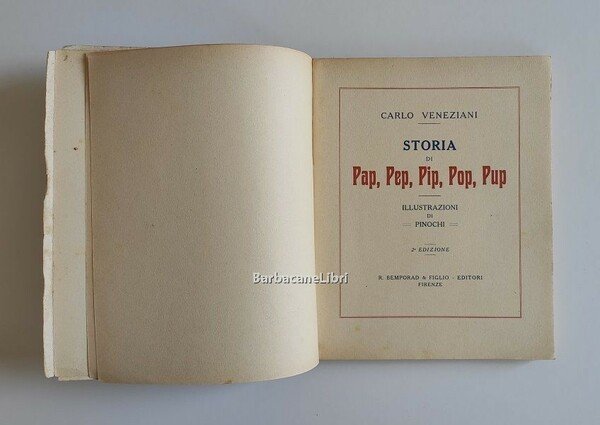 BarbacaneLibri
CARLO VENEZIANI
STORIA
DI
Pap, Pep, Pip, Pop, Pup
ILLUSTRAZIONI
DI
PINOCHI
2ª EDIZIONE
R. BEMPORAD & FIGLIO - EDITORI
FIRENZE